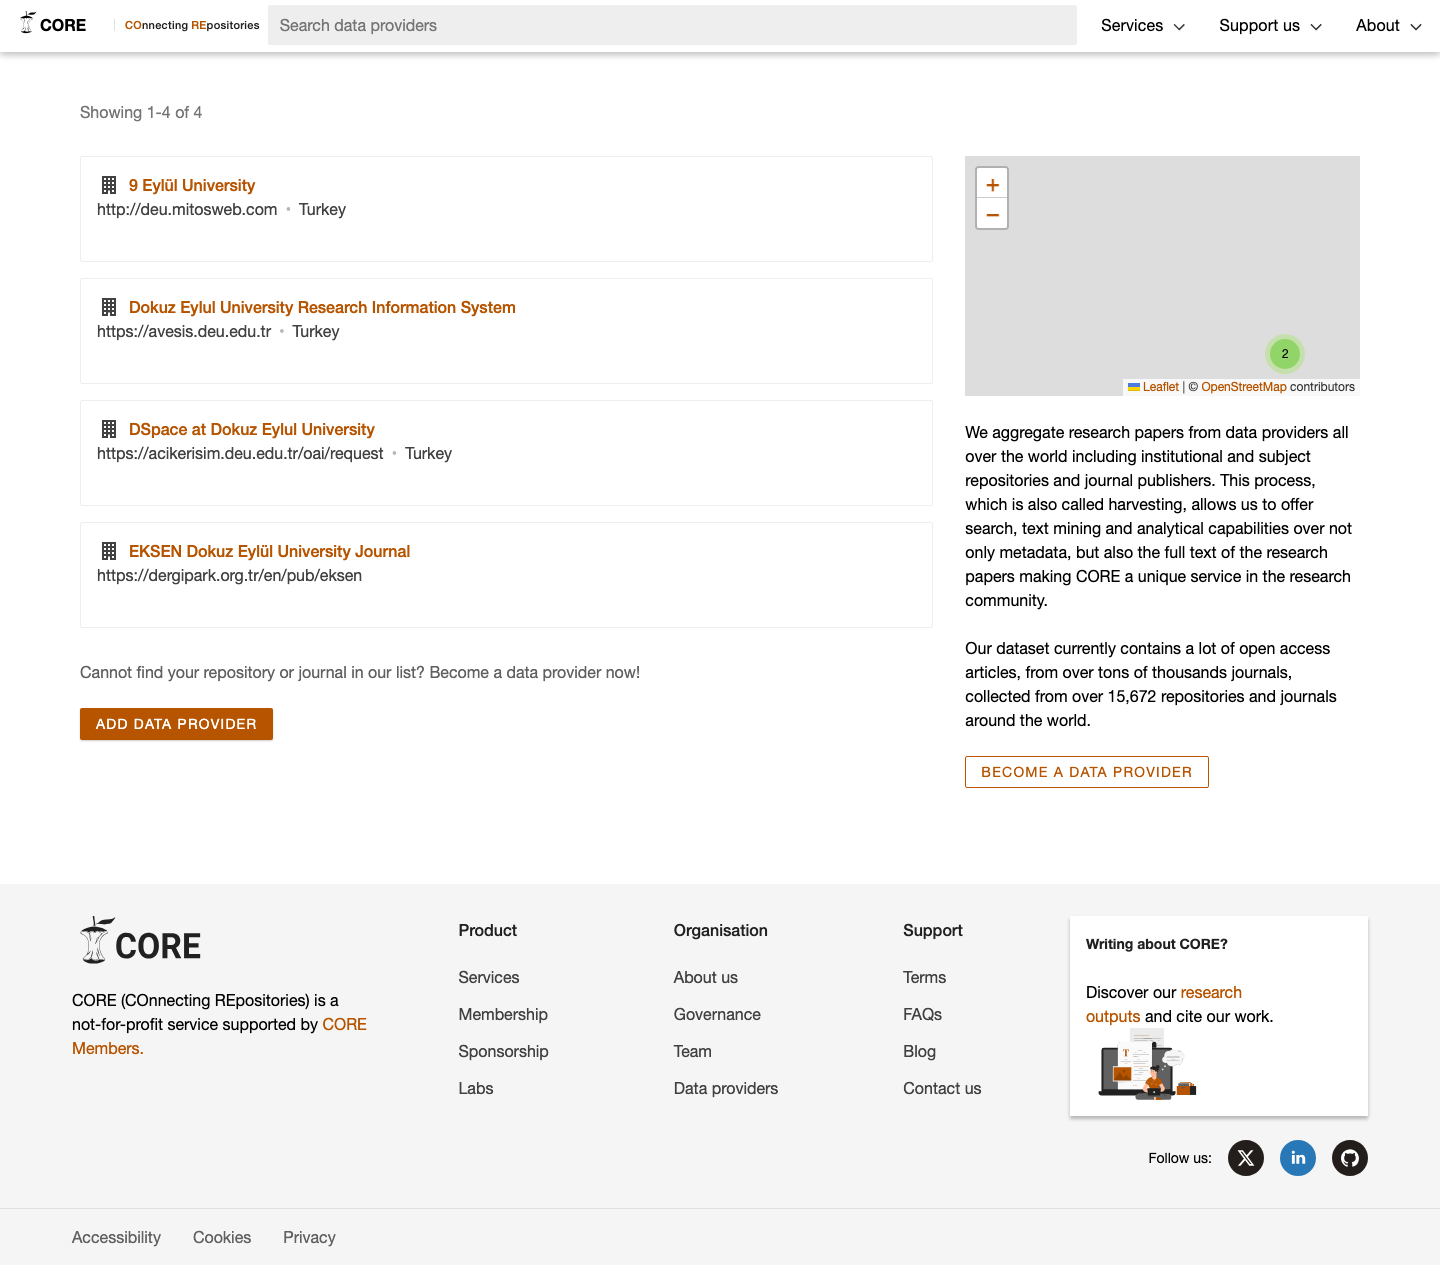 CORE
COnnecting REpositories
Search data providers
Services
Support us
About
Showing 1-4 of 4
9 Eylül University
http://deu.mitosweb.com • Turkey
Dokuz Eylul University Research Information System
https://avesis.deu.edu.tr • Turkey
DSpace at Dokuz Eylul University
https://acikerisim.deu.edu.tr/oai/request • Turkey
EKSEN Dokuz Eylül University Journal
https://dergipark.org.tr/en/pub/eksen
Cannot find your repository or journal in our list? Become a data provider now!
ADD DATA PROVIDER
+
−
2
Leaflet | © OpenStreetMap contributors
We aggregate research papers from data providers all
over the world including institutional and subject
repositories and journal publishers. This process,
which is also called harvesting, allows us to offer
search, text mining and analytical capabilities over not
only metadata, but also the full text of the research
papers making CORE a unique service in the research
community.
Our dataset currently contains a lot of open access
articles, from over tons of thousands journals,
collected from over 15,672 repositories and journals
around the world.
BECOME A DATA PROVIDER
CORE
CORE (COnnecting REpositories) is a
not-for-profit service supported by CORE
Members.
Product
Services
Membership
Sponsorship
Labs
Organisation
About us
Governance
Team
Data providers
Support
Terms
FAQs
Blog
Contact us
Writing about CORE?
Discover our research
outputs and cite our work.
T
Follow us:
X
in
Accessibility
Cookies
Privacy